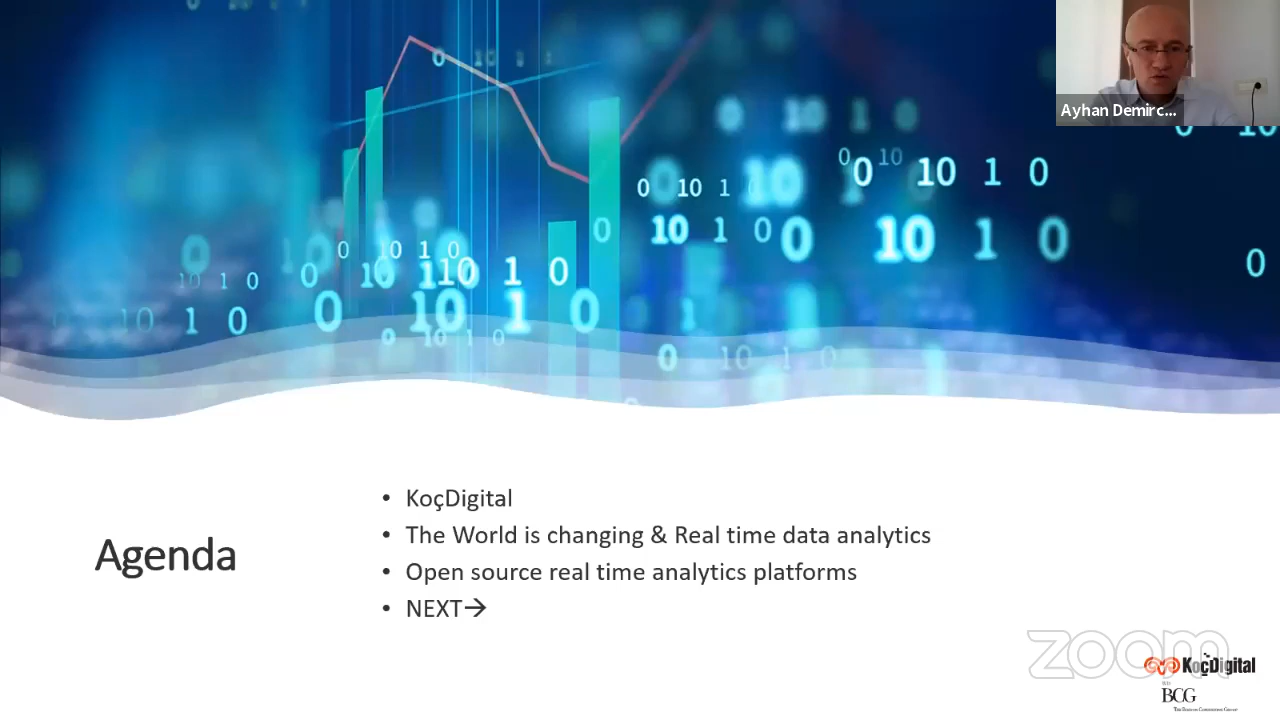 Ayhan Demirc...
Agenda
• KoçDigital
• The World is changing & Real time data analytics
• Open source real time analytics platforms
• NEXT→
zoom
KoçDigital
BCG